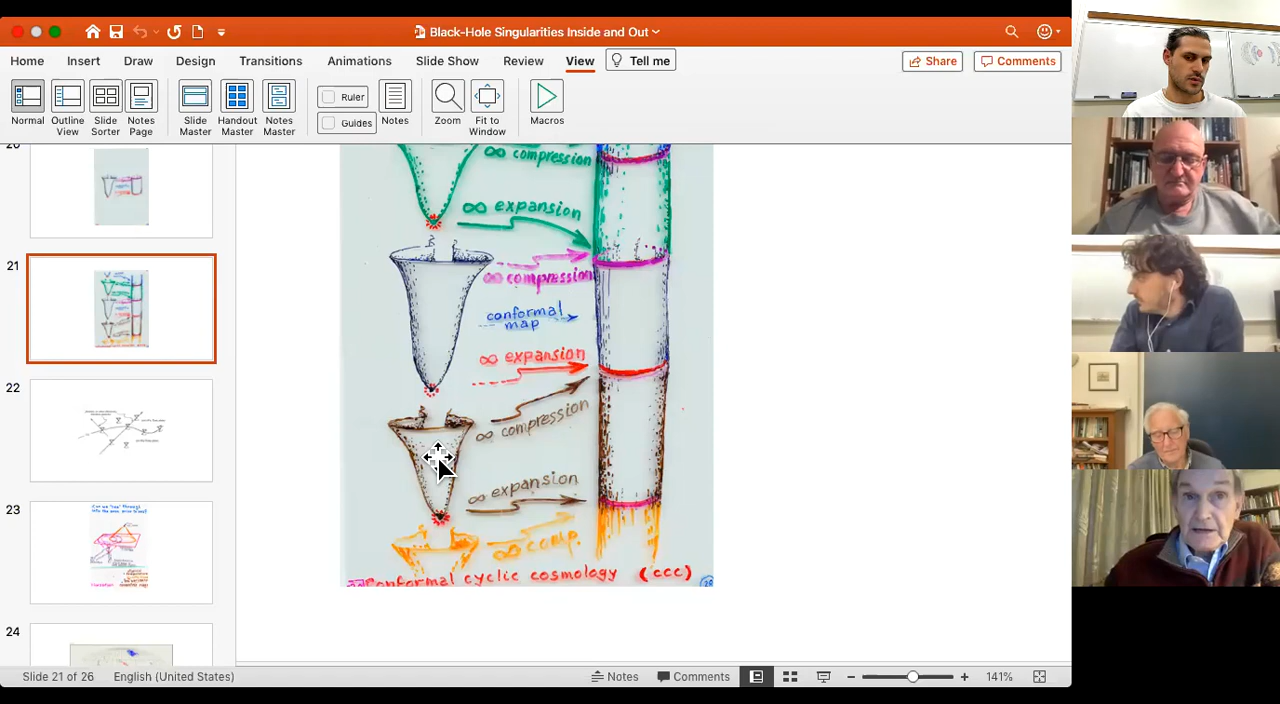 Black-Hole Singularities Inside and Out
Home Insert Draw Design Transitions Animations Slide Show Review View Tell me Share Comments
Normal Outline View Slide Sorter Notes Page Slide Master Handout Master Notes Master Ruler Guides Notes Zoom Fit to Window Macros
20
21
22
23
24
∞ compression
∞ expansion
∞ compression
conformal map
∞ expansion
∞ compression
∞ expansion
∞ comp.
conformal cyclic cosmology (CCC)
Slide 21 of 26 English (United States) Notes Comments 141%